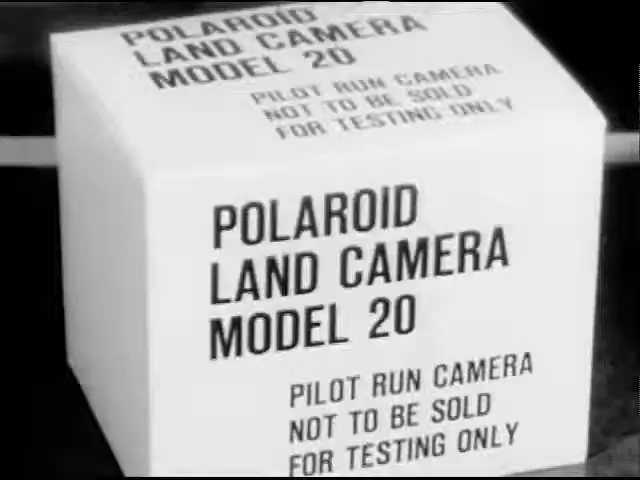 POLAROID
LAND CAMERA
MODEL 20
PILOT RUN CAMERA
NOT TO BE SOLD
FOR TESTING ONLY
POLAROID
LAND CAMERA
MODEL 20
PILOT RUN CAMERA
NOT TO BE SOLD
FOR TESTING ONLY